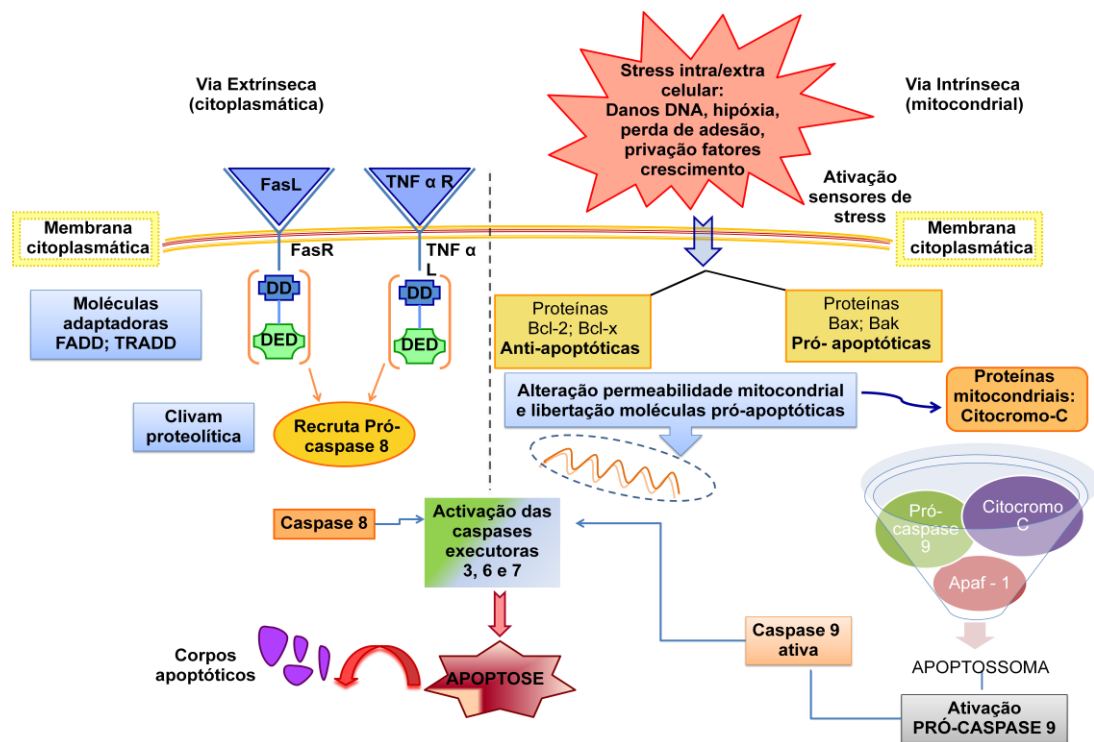 Via Extrínseca
(citoplasmática)
Stress intra/extra
celular:
Danos DNA, hipóxia,
perda de adesão,
privação fatores
crescimento
Via Intrínseca
(mitocondrial)
FasL
TNF α R
Ativação
sensores de
stress
Membrana
citoplasmática
FasR
TNF α
L
Membrana
citoplasmática
Moléculas
adaptadoras
FADD; TRADD
DD
DED
DD
DED
Proteínas
Bcl-2; Bcl-x
Anti-apoptóticas
Proteínas
Bax; Bak
Pró- apoptóticas
Alteração permeabilidade mitocondrial
e libertação moléculas pró-apoptóticas
Proteínas
mitocondriais:
Citocromo-C
Clivam
proteolítica
Recruta Pró-
caspase 8
Pró-
caspase
9
Citocromo
C
Apaf - 1
Caspase 8
Activação das
caspases
executoras
3, 6 e 7
Caspase 9
ativa
Corpos
apoptóticos
APOPTOSE
APOPTOSSOMA
Ativação
PRÓ-CASPASE 9